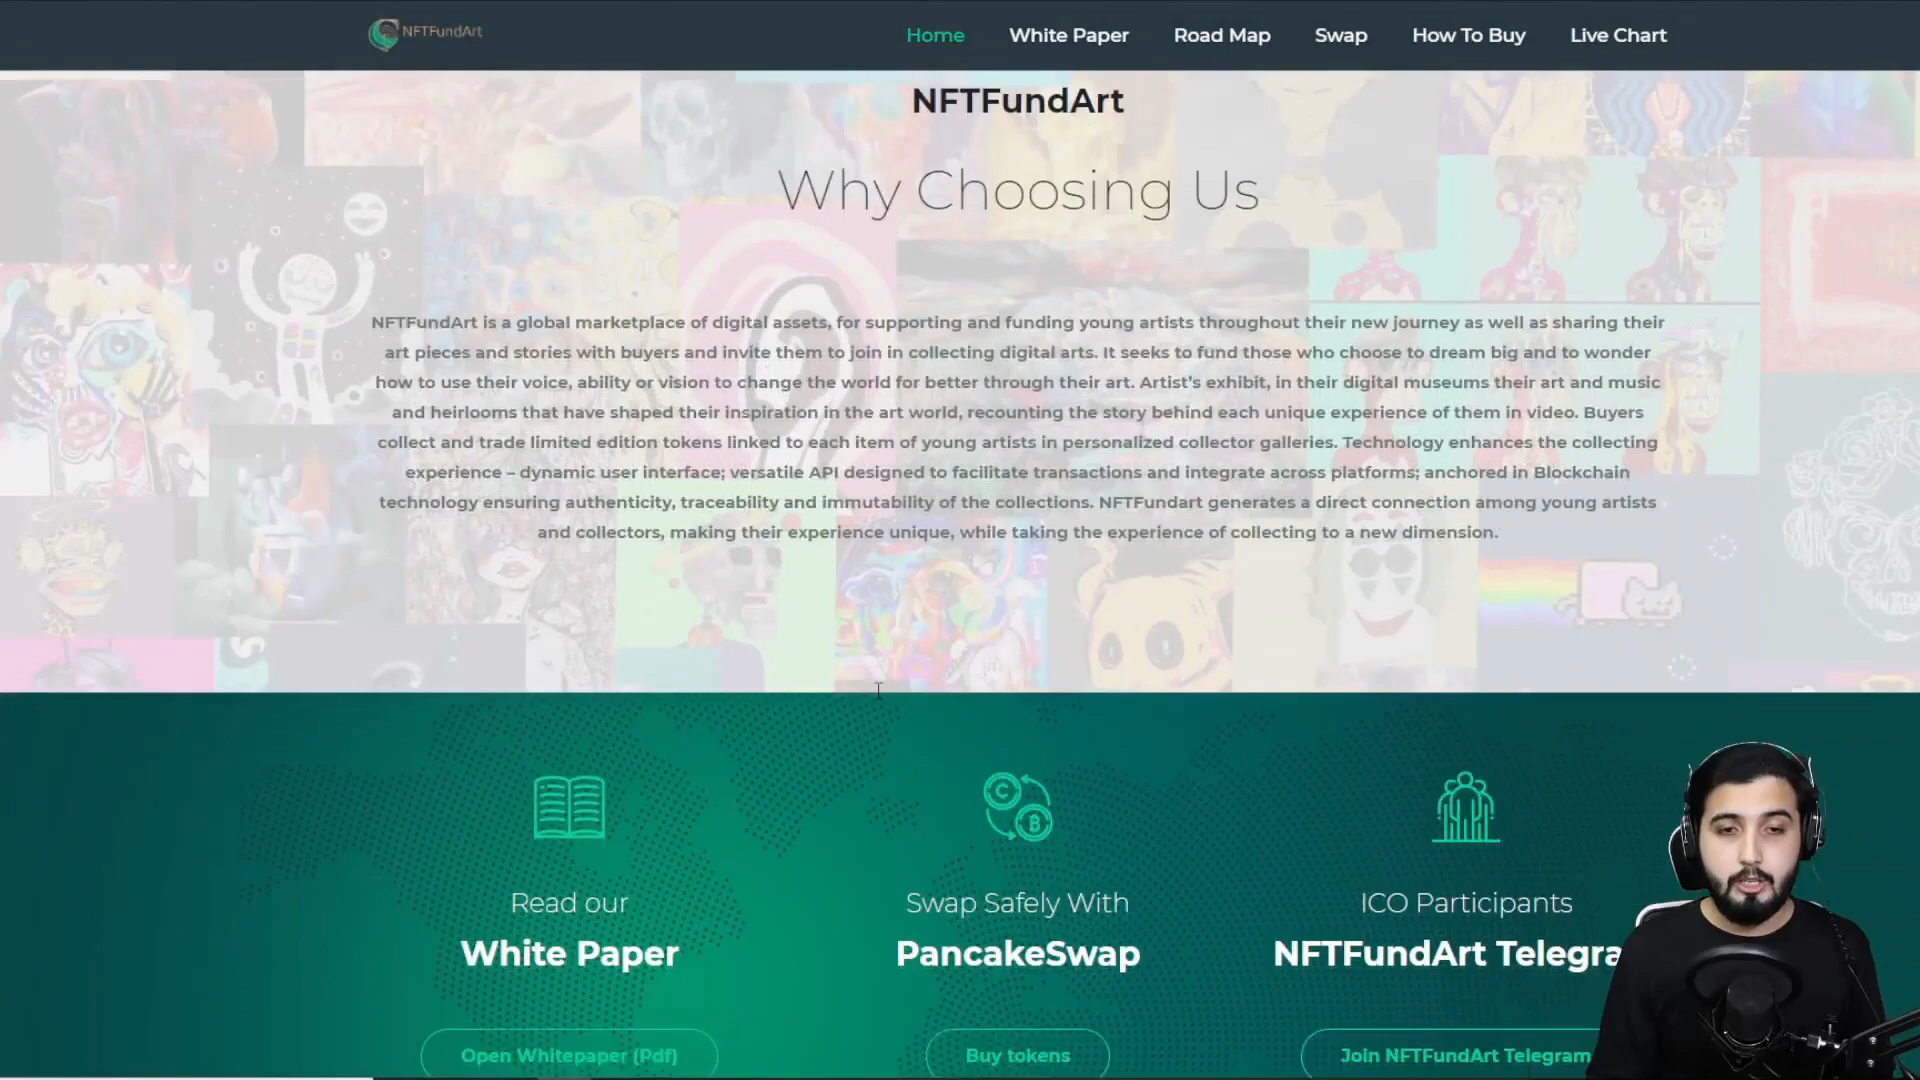 NFTFundArt
Home
White Paper
Road Map
Swap
How To Buy
Live Chart
NFTFundArt
Why Choosing Us
NFTFundArt is a global marketplace of digital assets, for supporting and funding young artists throughout their new journey as well as sharing their
art pieces and stories with buyers and invite them to join in collecting digital arts. It seeks to fund those who choose to dream big and to wonder
how to use their voice, ability or vision to change the world for better through their art. Artist's exhibit, in their digital museums their art and music
and heirlooms that have shaped their inspiration in the art world, recounting the story behind each unique experience of them in video. Buyers
collect and trade limited edition tokens linked to each item of young artists in personalized collector galleries. Technology enhances the collecting
experience – dynamic user interface; versatile API designed to facilitate transactions and integrate across platforms; anchored in Blockchain
technology ensuring authenticity, traceability and immutability of the collections. NFTFundart generates a direct connection among young artists
and collectors, making their experience unique, while taking the experience of collecting to a new dimension.
Read our
White Paper
Open Whitepaper (Pdf)
Swap Safely With
PancakeSwap
Buy tokens
ICO Participants
NFTFundArt Telegra
Join NFTFundArt Telegram